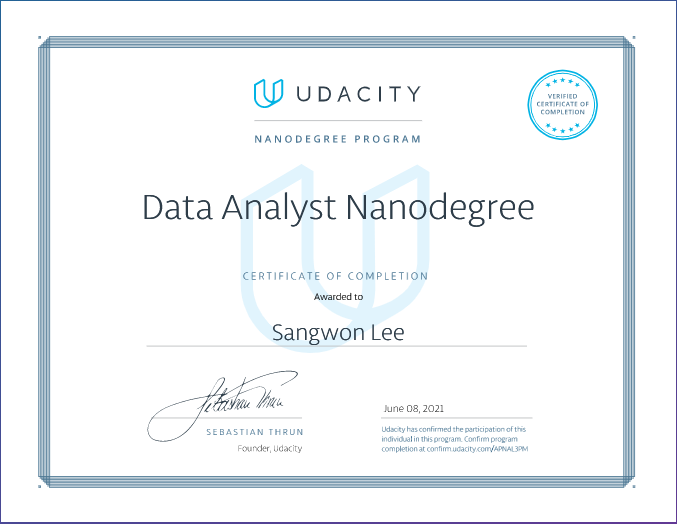 UDACITY
VERIFIED
CERTIFICATE OF
COMPLETION
NANODEGREE PROGRAM
Data Analyst Nanodegree
CERTIFICATE OF COMPLETION
Awarded to
Sangwon Lee
Sebastian Thrun
SEBASTIAN THRUN
Founder, Udacity
June 08, 2021
Udacity has confirmed the participation of this
individual in this program. Confirm program
completion at confirm.udacity.com/APNAL3PM